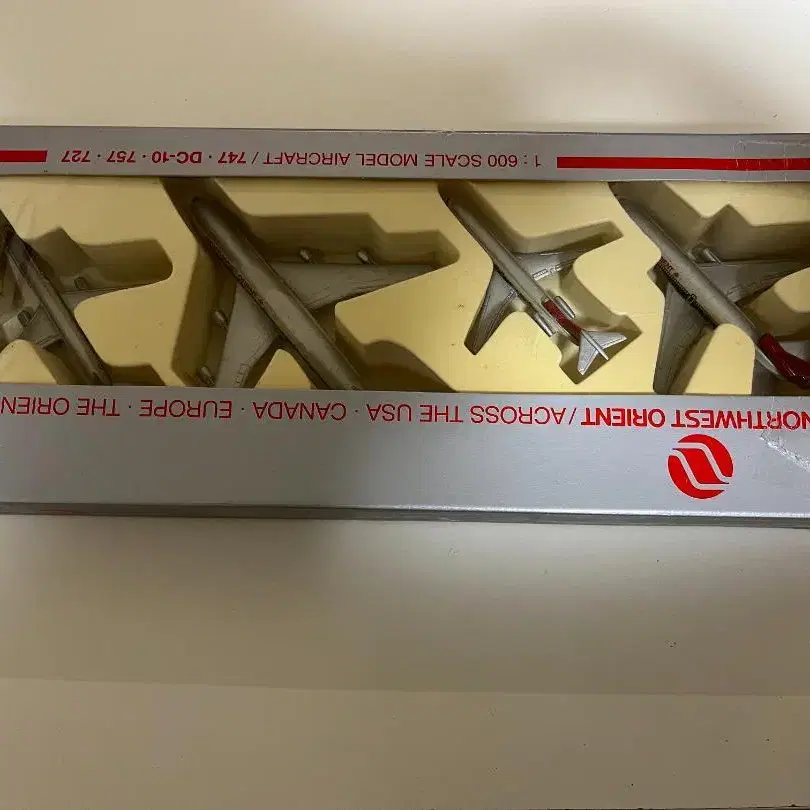 NORTHWEST ORIENT / ACROSS THE USA · CANADA · EUROPE · THE ORIEN
1 : 600 SCALE MODEL AIRCRAFT / 747 · DC-10 · 757 · 727